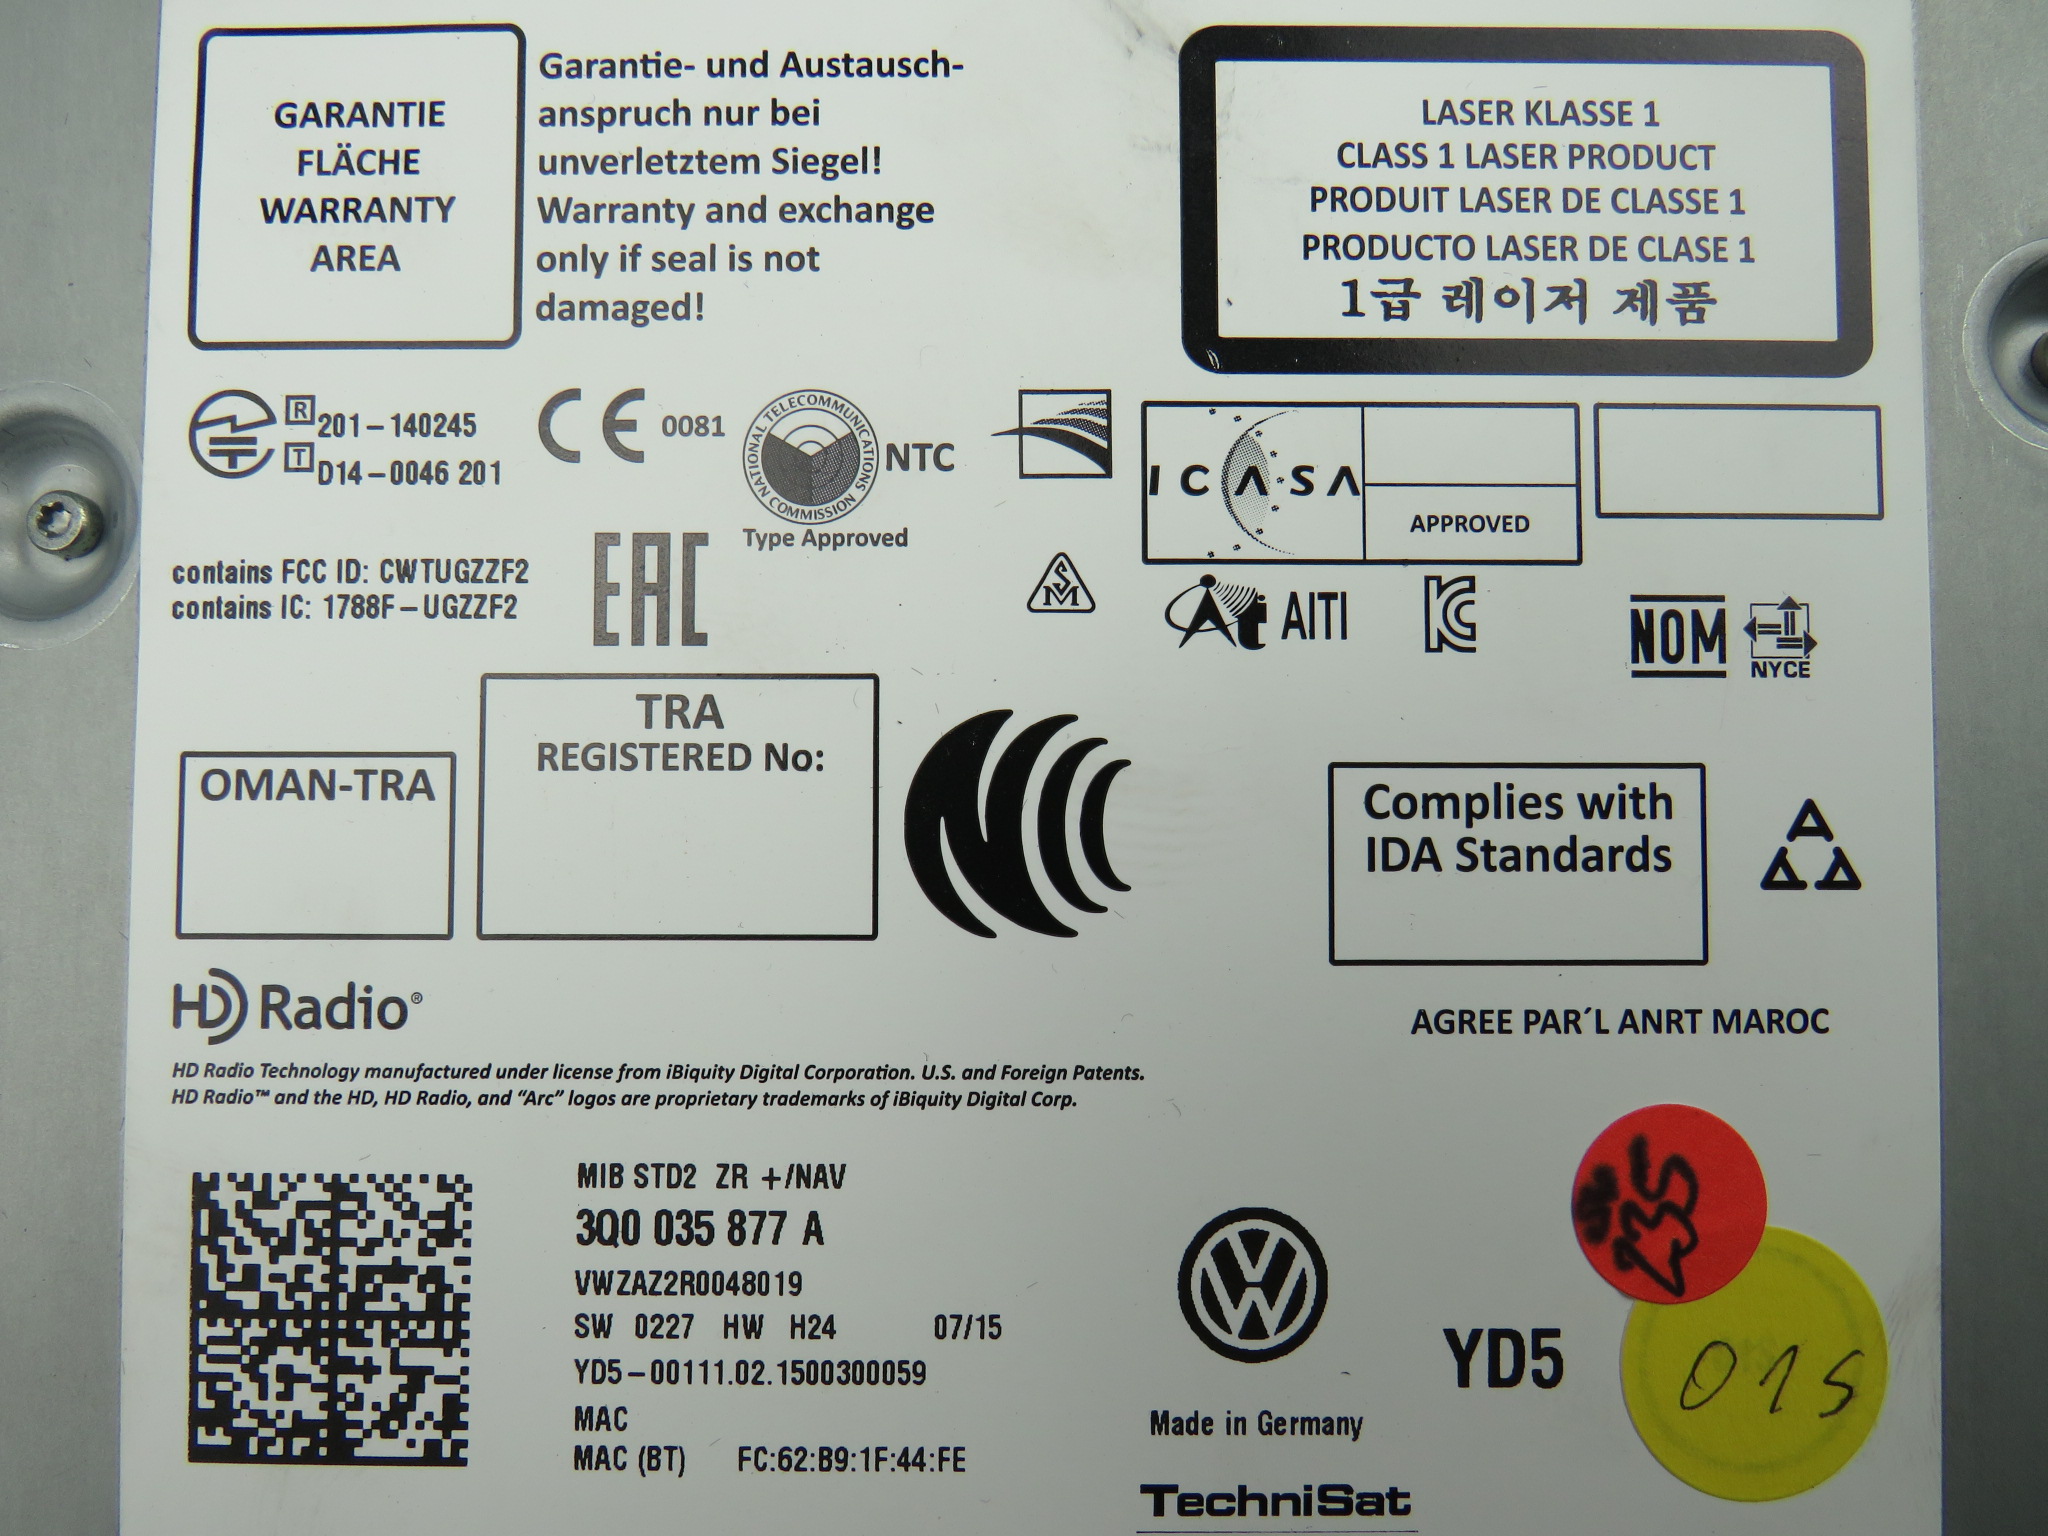 GARANTIE
FLÄCHE
WARRANTY
AREA
Garantie- und Austausch-
anspruch nur bei
unverletztem Siegel!
Warranty and exchange
only if seal is not
damaged!
LASER KLASSE 1
CLASS 1 LASER PRODUCT
PRODUIT LASER DE CLASSE 1
PRODUCTO LASER DE CLASE 1
1급 레이저 제품
R 201-140245
T D14-0046 201
CE 0081
NATIONAL TELECOMMUNICATIONS COMMISSION
NTC
Type Approved
ICASA
APPROVED
contains FCC ID: CWTUGZZF2
contains IC: 1788F-UGZZF2
EAC
SM
At AITI
KC
NOM
NYCE
OMAN-TRA
TRA
REGISTERED No:
Complies with
IDA Standards
HD Radio®
AGREE PAR´L ANRT MAROC
HD Radio Technology manufactured under license from iBiquity Digital Corporation. U.S. and Foreign Patents.
HD Radio™ and the HD, HD Radio, and “Arc” logos are proprietary trademarks of iBiquity Digital Corp.
MIB STD2 ZR +/NAV
3Q0 035 877 A
VWZAZ2R0048019
SW 0227 HW H24 07/15
YD5-00111.02.1500300059
MAC
MAC (BT) FC:62:B9:1F:44:FE
VW
Made in Germany
TechniSat
YD5
235
015